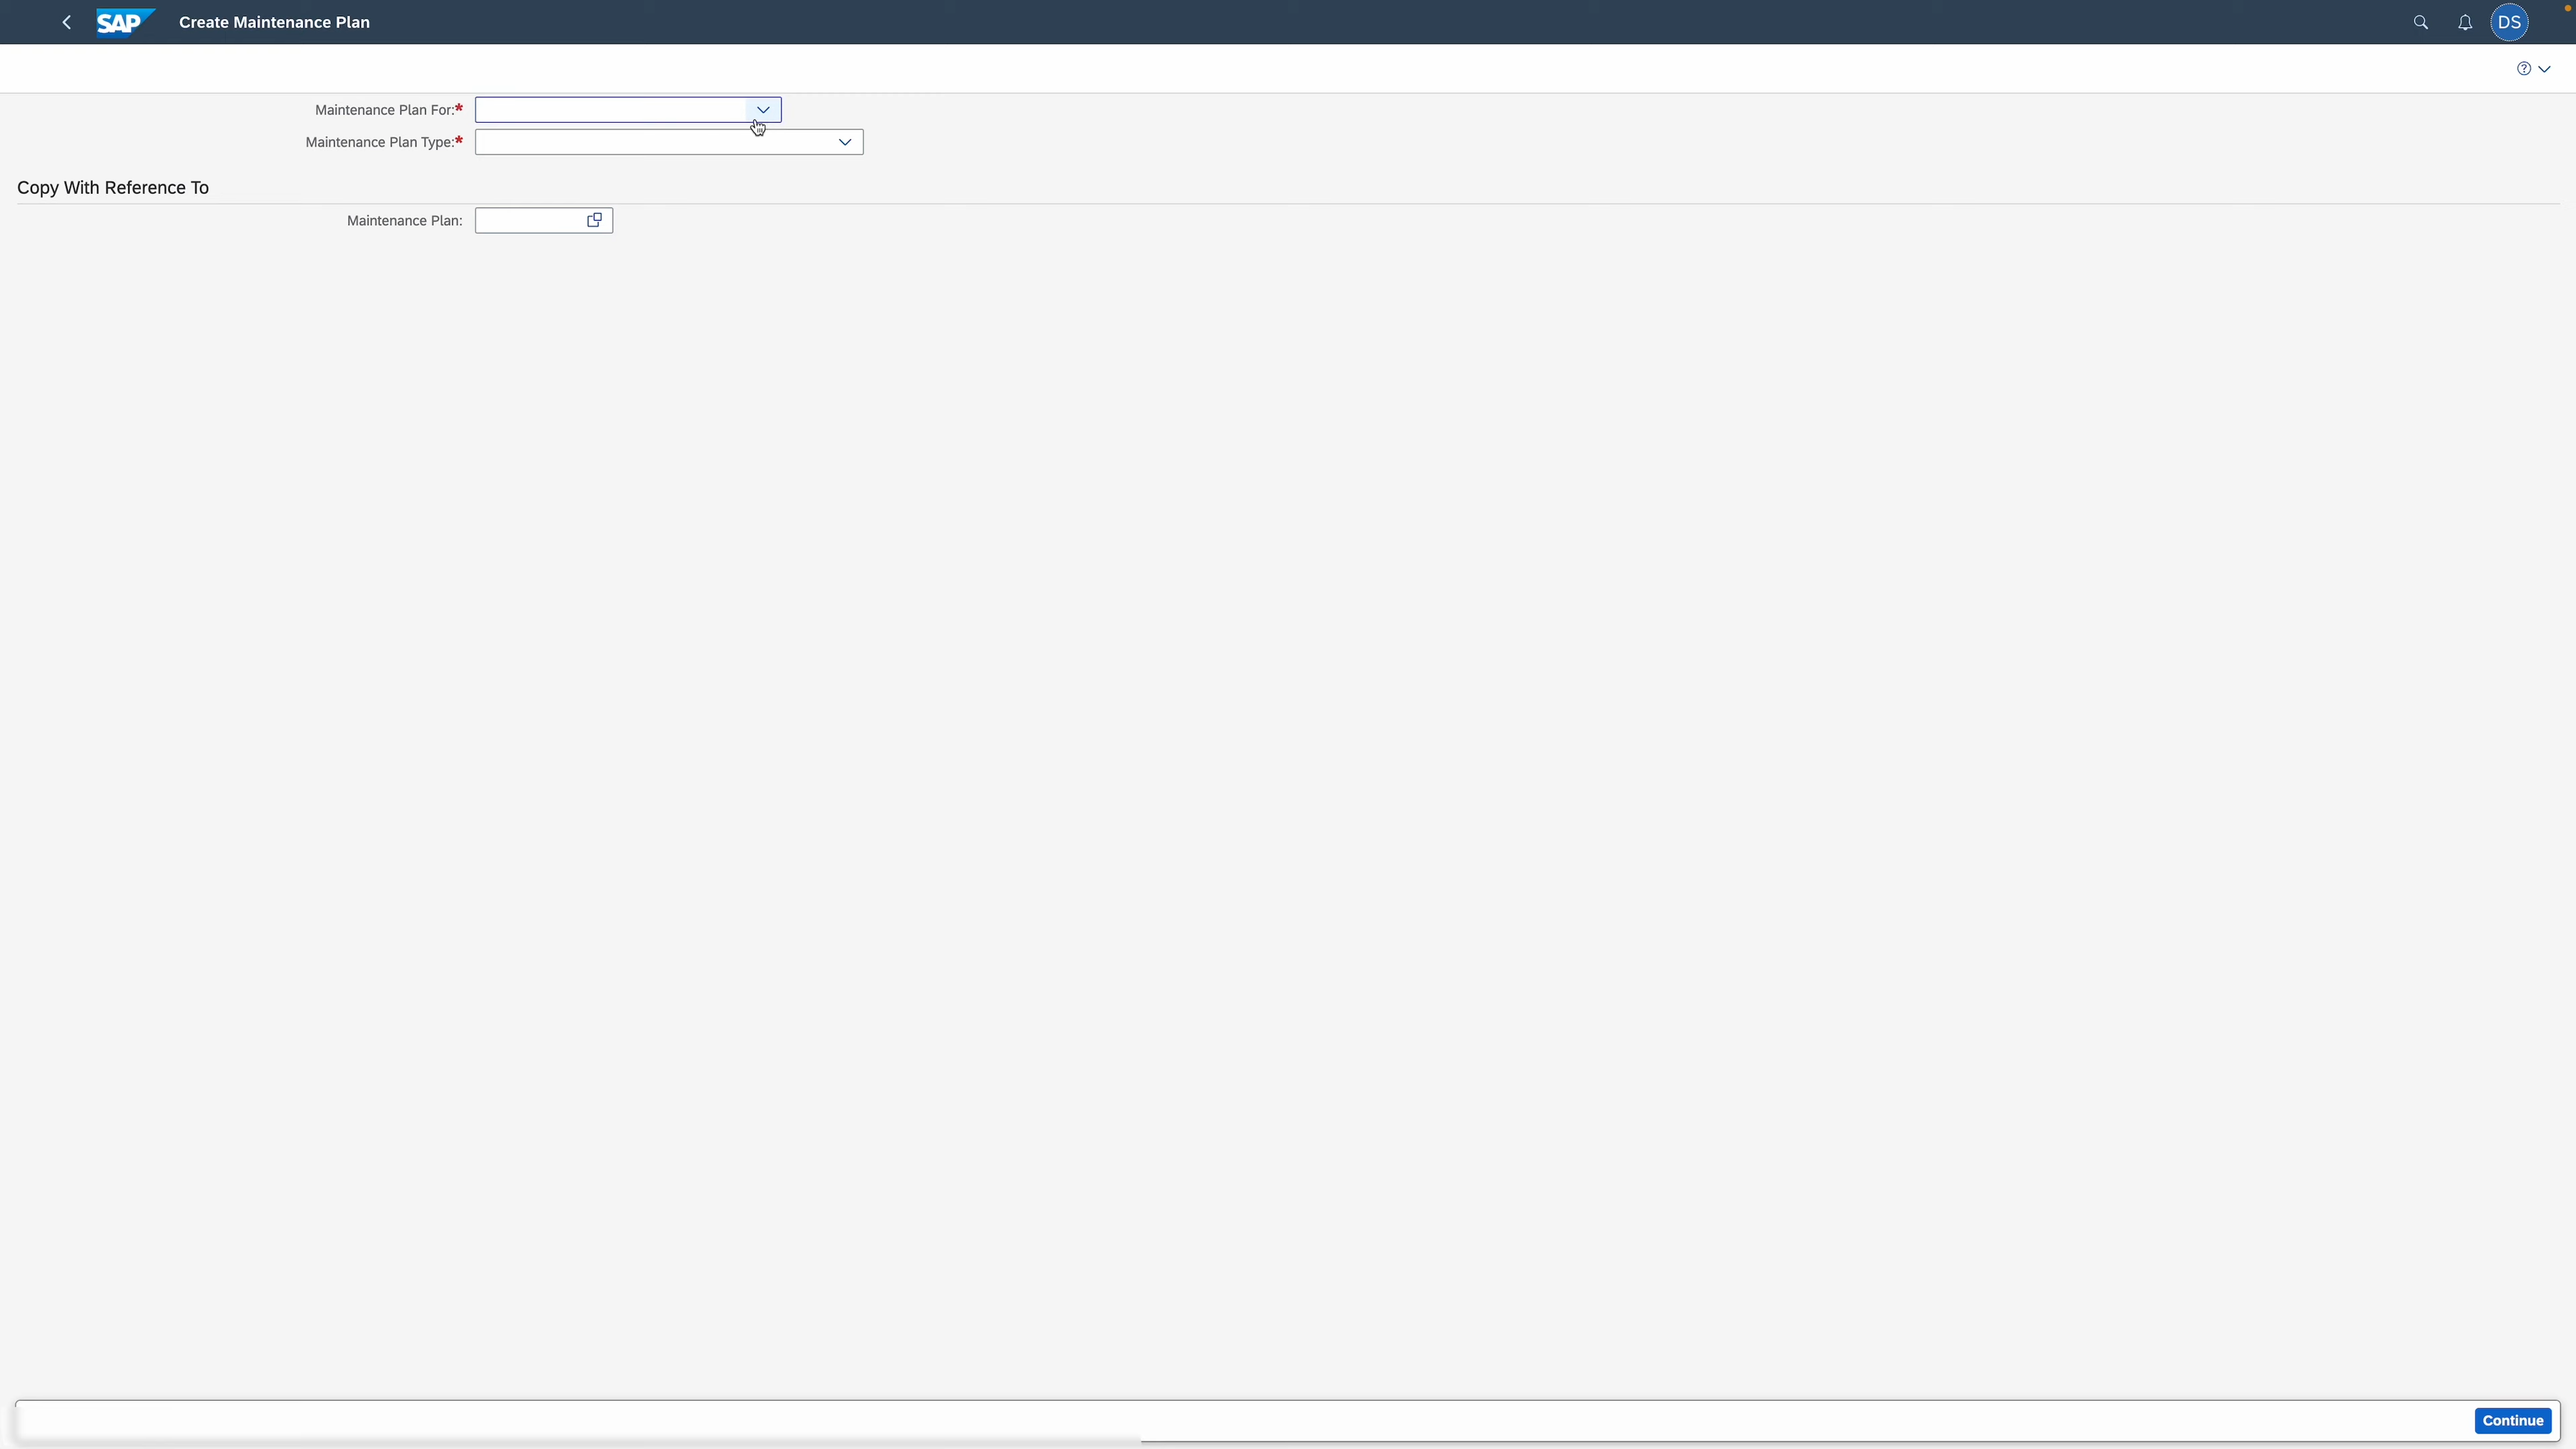 SAP Create Maintenance Plan DS
Maintenance Plan For:*
Maintenance Plan Type:*
Copy With Reference To
Maintenance Plan:
Continue